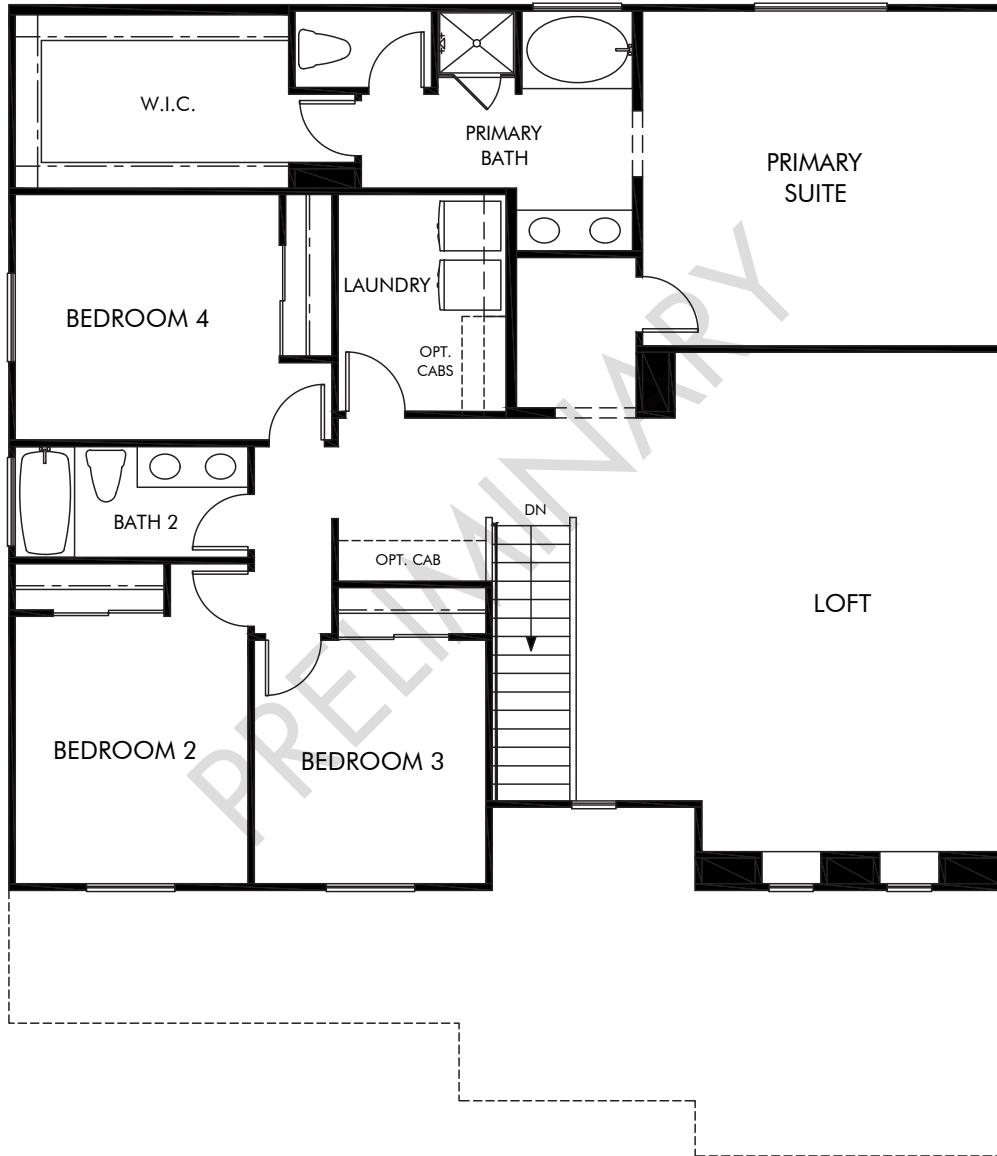 W.I.C.
PRIMARY
BATH
PRIMARY
SUITE
LAUNDRY
BEDROOM 4
OPT.
CABS
PRELIMINARY
DN
BATH 2
OPT. CAB
LOFT
BEDROOM 2
BEDROOM 3